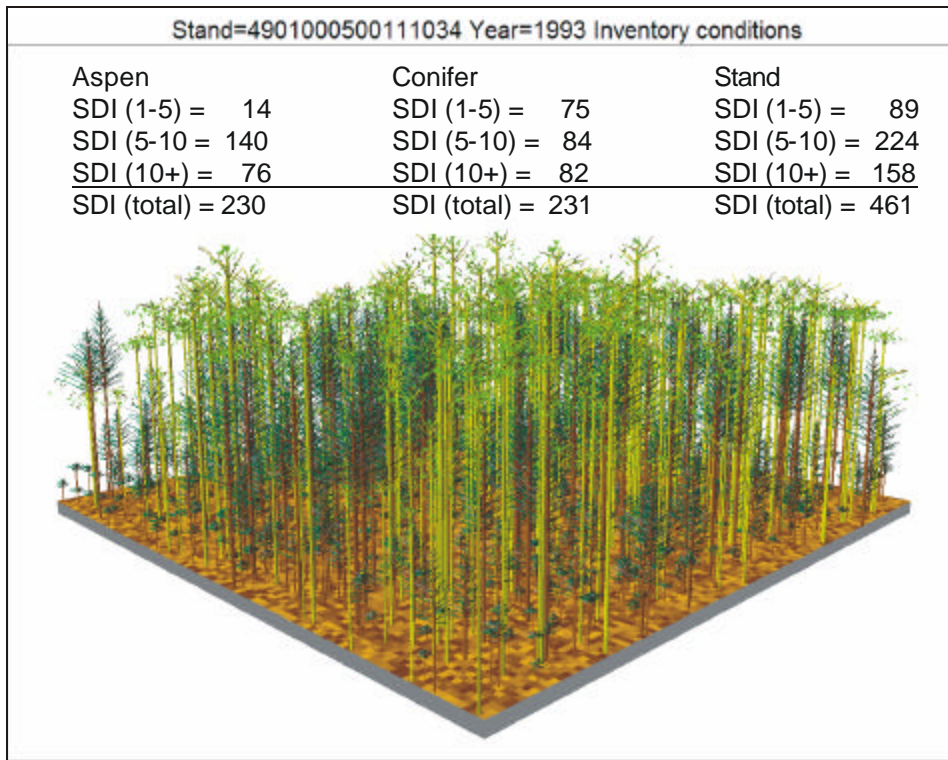 Stand=4901000500111034 Year=1993 Inventory conditions
Aspen
SDI (1-5) = 14
SDI (5-10 = 140
SDI (10+) = 76
SDI (total) = 230
Conifer
SDI (1-5) = 75
SDI (5-10) = 84
SDI (10+) = 82
SDI (total) = 231
Stand
SDI (1-5) = 89
SDI (5-10) = 224
SDI (10+) = 158
SDI (total) = 461